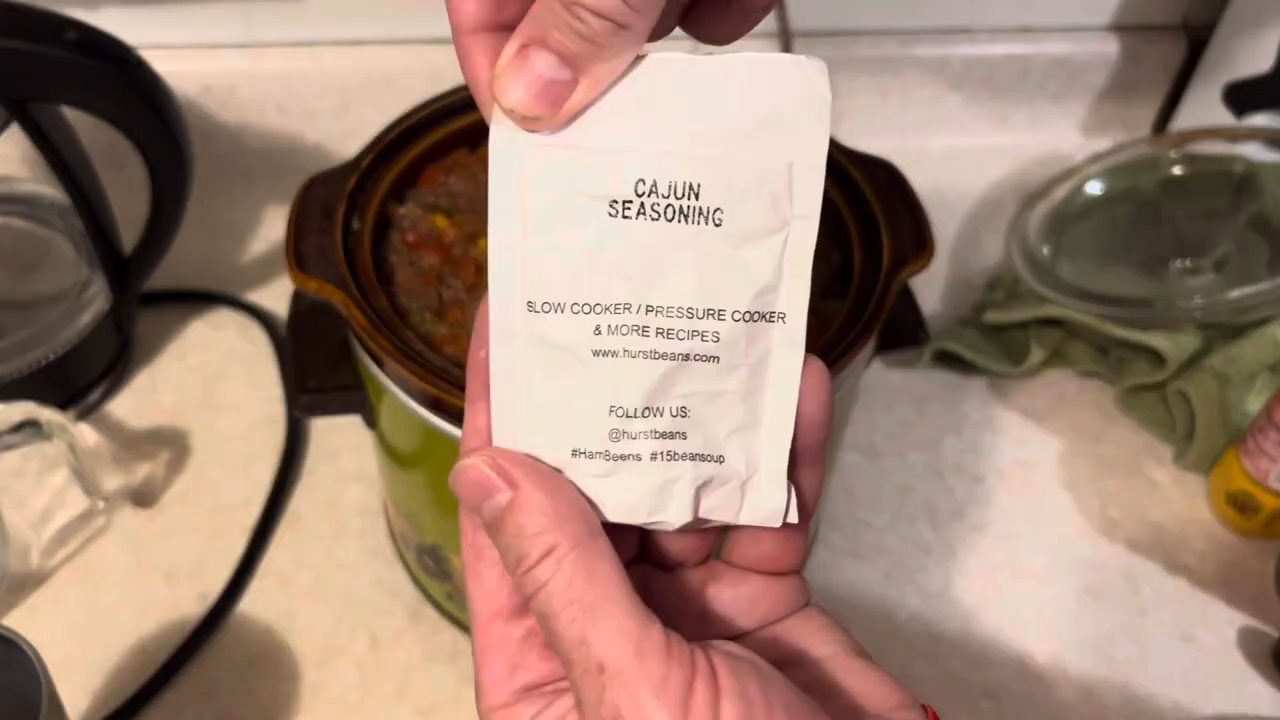 CAJUN
SEASONING
SLOW COOKER / PRESSURE COOKER
& MORE RECIPES
www.hurstbeans.com
FOLLOW US:
@hurstbeans
#HamBeens #15beansoup